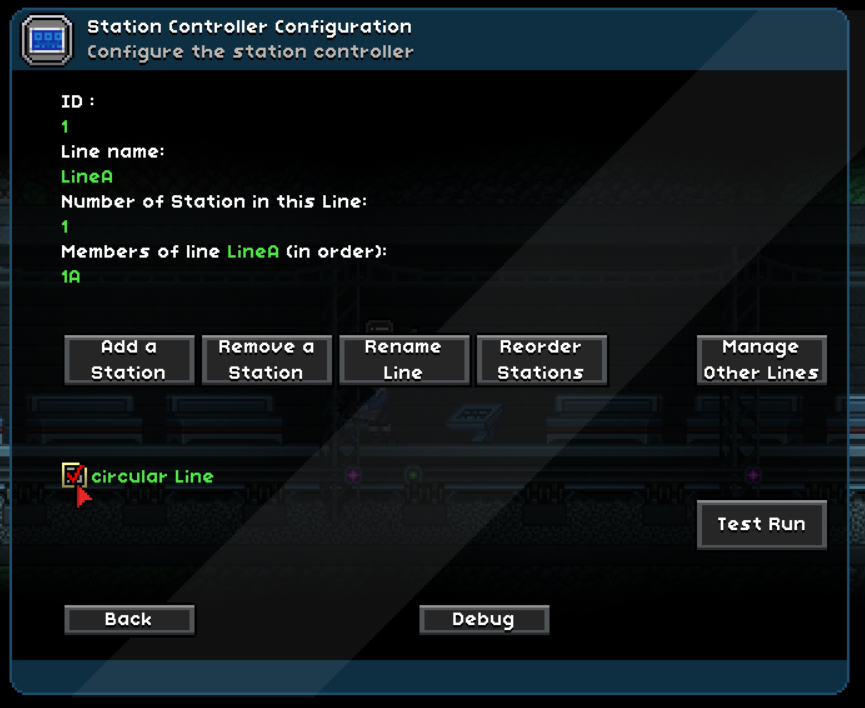 Station Controller Configuration
Configure the station controller
ID :
1
Line name:
LineA
Number of Station in this Line:
1
Members of line LineA (in order):
1A
Add a
Station
Remove a
Station
Rename
Line
Reorder
Stations
Manage
Other Lines
circular Line
Test Run
Back
Debug